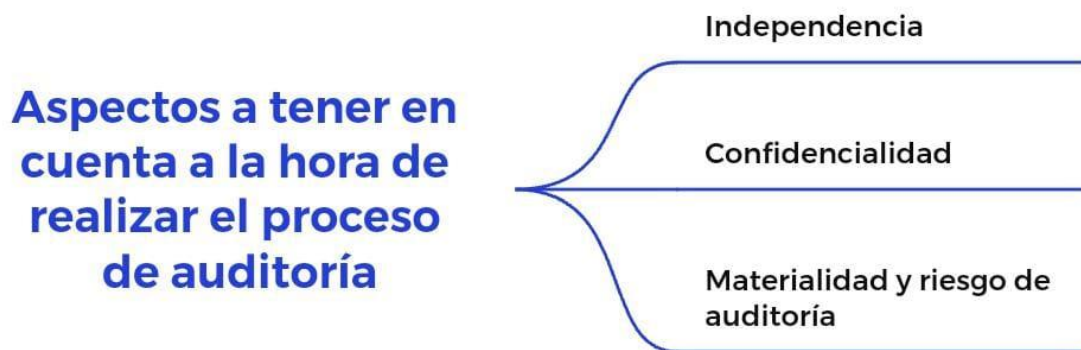 Aspectos a tener en
cuenta a la hora de
realizar el proceso
de auditoría
Independencia
Confidencialidad
Materialidad y riesgo de
auditoría